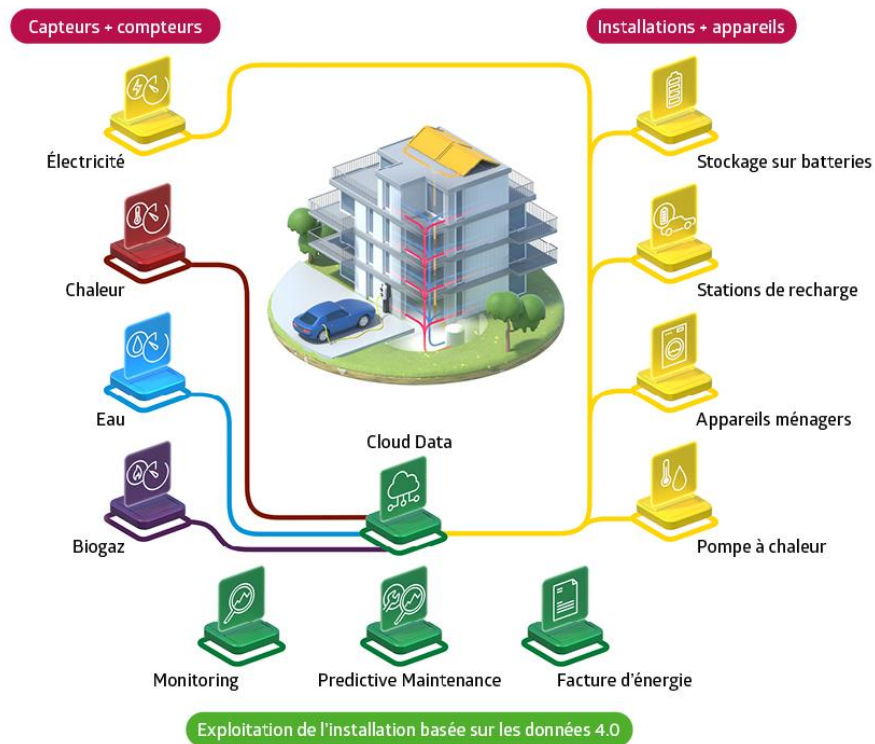 Capteurs + compteurs
Installations + appareils
Électricité
Stockage sur batteries
Chaleur
Stations de recharge
Eau
Appareils ménagers
Cloud Data
Biogaz
Pompe à chaleur
Monitoring
Predictive Maintenance
Facture d’énergie
Exploitation de l’installation basée sur les données 4.0